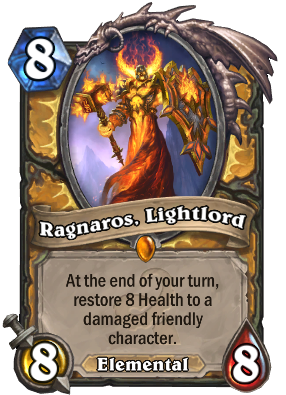 8
Ragnaros, Lightlord
At the end of your turn,
restore 8 Health to a
damaged friendly
character.
8
Elemental
8